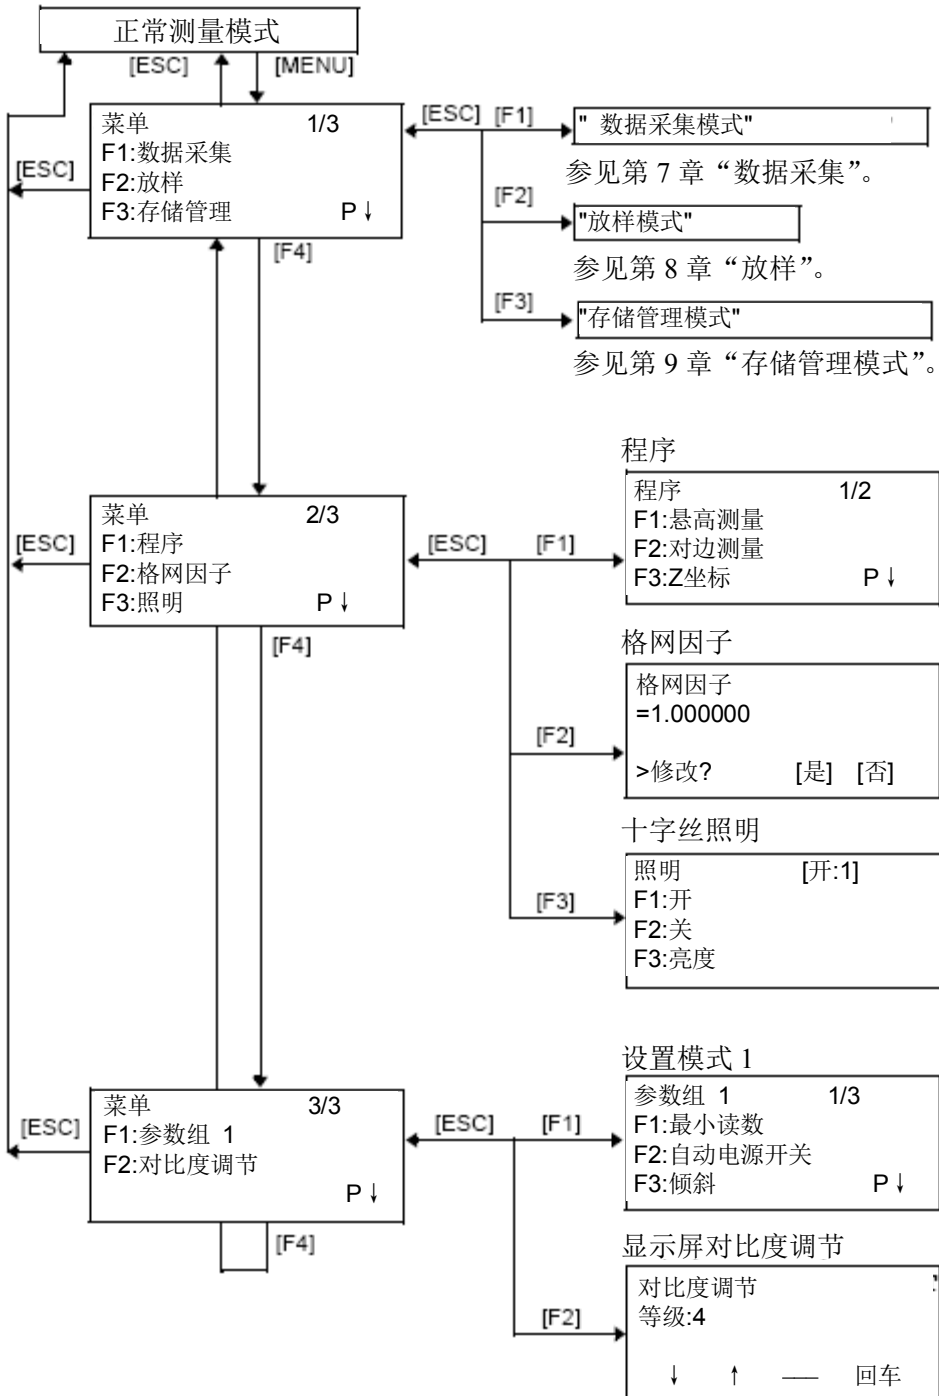 正常测量模式
[ESC] [MENU]
菜单 1/3
F1:数据采集
F2:放样
F3:存储管理 P↓
[ESC]
[F4]
[ESC] [F1]
" 数据采集模式"
参见第 7 章“数据采集”。
[F2]
"放样模式"
参见第 8 章“放样”。
[F3]
"存储管理模式"
参见第 9 章“存储管理模式”。
菜单 2/3
F1:程序
F2:格网因子
F3:照明 P↓
[ESC]
[F4]
[ESC] [F1]
程序
程序 1/2
F1:悬高测量
F2:对边测量
F3:Z坐标 P↓
[F2]
格网因子
格网因子
=1.000000
>修改? [是] [否]
[F3]
十字丝照明
照明 [开:1]
F1:开
F2:关
F3:亮度
菜单 3/3
F1:参数组 1
F2:对比度调节
P↓
[ESC]
[F4]
[ESC] [F1]
设置模式 1
参数组 1 1/3
F1:最小读数
F2:自动电源开关
F3:倾斜 P↓
[F2]
显示屏对比度调节
对比度调节
等级:4
↓ ↑ — 回车